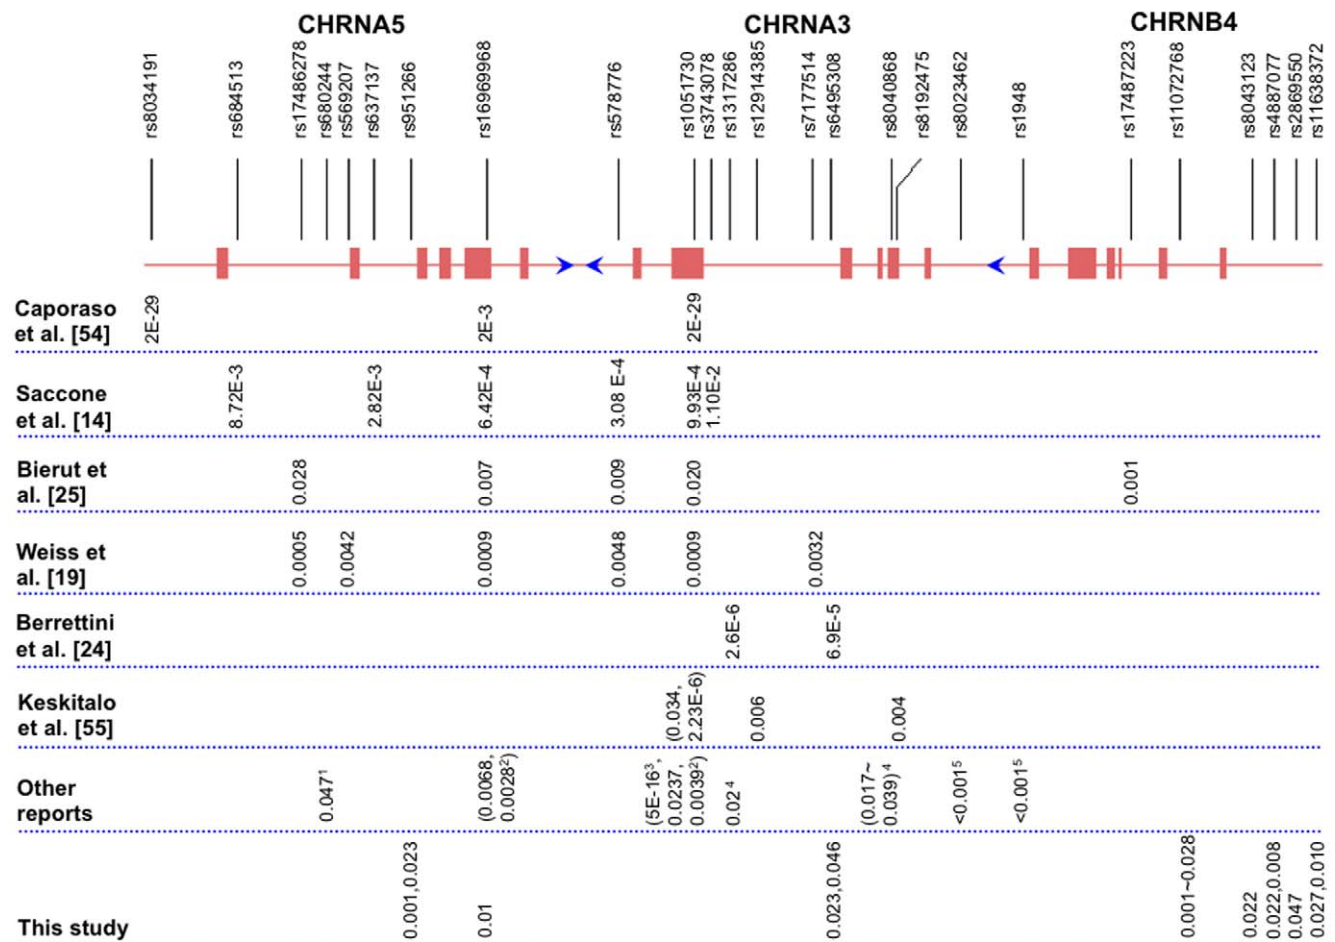 CHRNA5
CHRNA3
CHRNB4
rs8034191
rs684513
rs17486278
rs680244
rs569207
rs637137
rs951266
rs16969968
rs578776
rs1051730
rs3743078
rs1317286
rs12914385
rs7177514
rs6495308
rs8040868
rs8192475
rs8023462
rs1948
rs17487223
rs11072768
rs8043123
rs4887077
rs2869550
rs11638372
Caporaso
et al. [54]
2E-29
2E-3
2E-29
Saccone
et al. [14]
8.72E-3
2.82E-3
6.42E-4
3.08 E-4
9.93E-4
1.10E-2
Bierut et
al. [25]
0.028
0.007
0.009
0.020
0.001
Weiss et
al. [19]
0.0005
0.0042
0.0009
0.0048
0.0009
0.0032
Berrettini
et al. [24]
2.6E-6
6.9E-5
Keskitalo
et al. [55]
(0.034,
2.23E-6)
0.006
0.004
Other
reports
0.047¹
(0.0068,
0.0028²)
(5E-16³,
0.0237,
0.0039²)
0.02⁴
(0.017~
0.039)⁴
<0.001⁵
<0.001⁵
This study
0.001,0.023
0.01
0.023,0.046
0.001~0.028
0.022
0.022,0.008
0.047
0.027,0.010